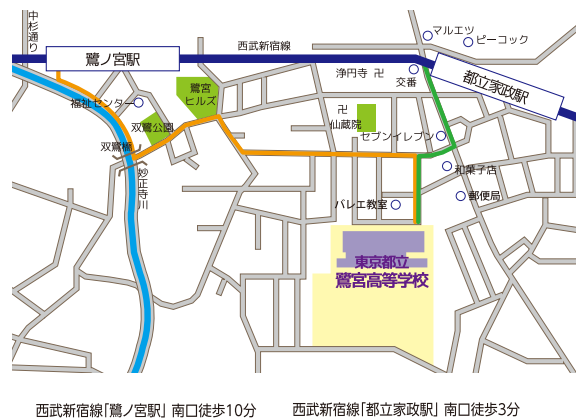 中杉通り
鷺ノ宮駅
西武新宿線
マルエツ
ピーコック
浄円寺 卍
交番
都立家政駅
福祉センター
鷺宮
ヒルズ
卍
仙蔵院
双鷺公園
セブンイレブン
双鷺橋
妙正寺川
和菓子店
郵便局
バレエ教室
東京都立
鷺宮高等学校
西武新宿線「鷺ノ宮駅」 南口徒歩10分
西武新宿線「都立家政駅」 南口徒歩3分